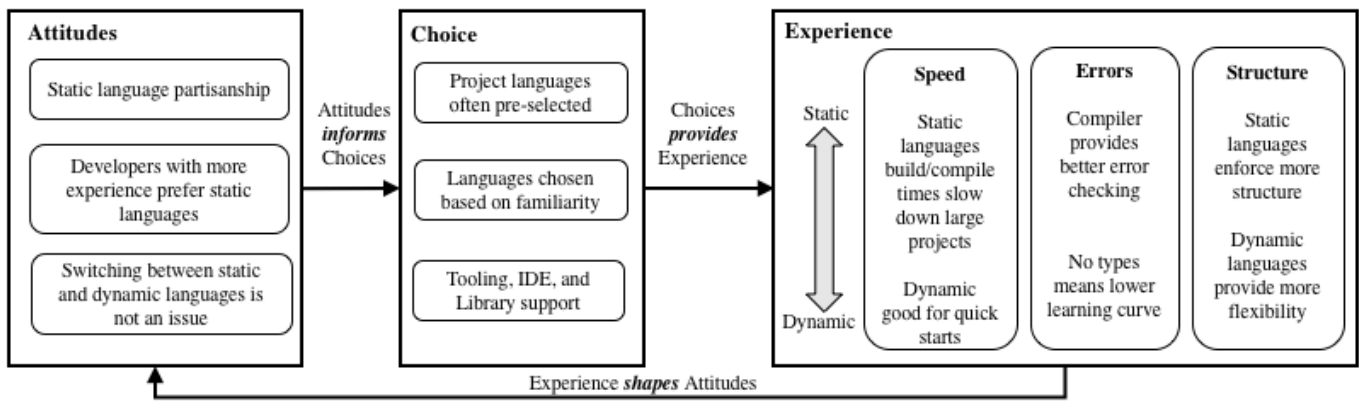 Attitudes
Static language partisanship
Developers with more
experience prefer static
languages
Switching between static
and dynamic languages is
not an issue
Attitudes
informs
Choices
Choice
Project languages
often pre-selected
Languages chosen
based on familiarity
Tooling, IDE, and
Library support
Choices
provides
Experience
Experience
Static
Dynamic
Speed
Static
languages
build/compile
times slow
down large
projects
Dynamic
good for quick
starts
Errors
Compiler
provides
better error
checking
No types
means lower
learning curve
Structure
Static
languages
enforce more
structure
Dynamic
languages
provide more
flexibility
Experience shapes Attitudes